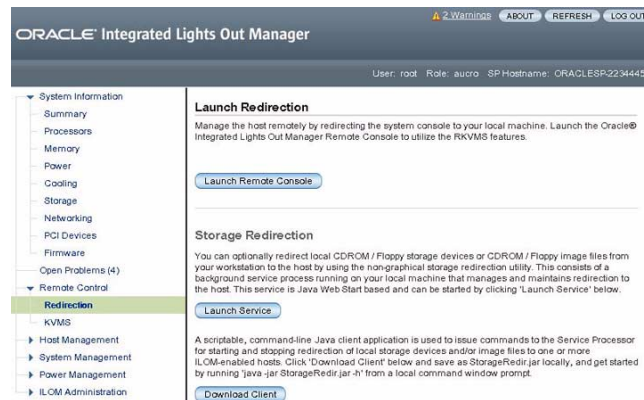 2 Warnings ABOUT REFRESH LOG OUT
ORACLE® Integrated Lights Out Manager
User: root Role: aucro SP Hostname: ORACLESP-2234445
System Information
Summary
Processors
Memory
Power
Cooling
Storage
Networking
PCI Devices
Firmware
Open Problems (4)
Remote Control
Redirection
KVMS
Host Management
System Management
Power Management
ILOM Administration
Launch Redirection
Manage the host remotely by redirecting the system console to your local machine. Launch the Oracle®
Integrated Lights Out Manager Remote Console to utilize the RKVMS features.
Launch Remote Console
Storage Redirection
You can optionally redirect local CDROM / Floppy storage devices or CDROM / Floppy image files from
your workstation to the host by using the non-graphical storage redirection utility. This consists of a
background service process running on your local machine that manages and maintains redirection to
the host. This service is Java Web Start based and can be started by clicking 'Launch Service' below.
Launch Service
A scriptable, command-line Java client application is used to issue commands to the Service Processor
for starting and stopping redirection of local storage devices and/or image files to one or more
ILOM-enabled hosts. Click 'Download Client' below and save as StorageRedir.jar locally, and get started
by running 'java -jar StorageRedir.jar -h' from a local command window prompt.
Download Client